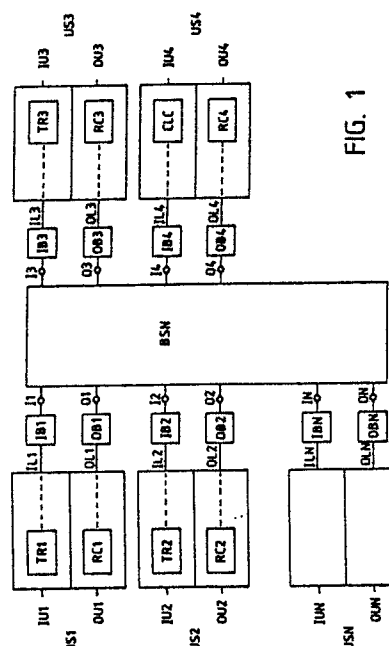 US3
US4
IU3
OU3
IU4
OU4
TR3
RC3
CLC
RC4
IL3
OL3
IL4
OL4
IB3
OB3
IB4
OB4
I3
O3
I4
O4
BSN
I1
O1
I2
O2
IN
ON
IB1
OB1
IB2
OB2
IBN
OBN
IL1
OL1
IL2
OL2
ILN
OLN
TR1
RC1
TR2
RC2
IU1
OU1
IU2
OU2
IUN
OUN
US1
US2
USN
FIG. 1